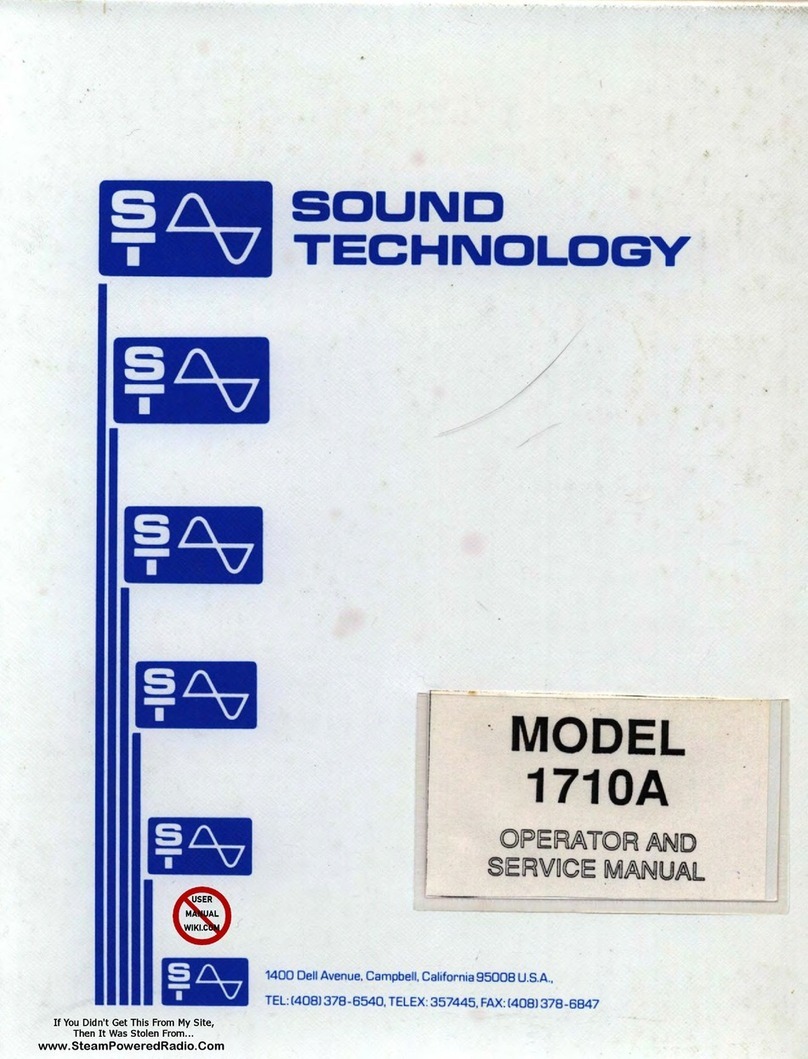 ST
SOUND
TECHNOLOGY
ST
ST
ST
MODEL
1710A
OPERATOR AND
SERVICE MANUAL
ST
USER
MANUAL
WIKI.COM
ST
1400 Dell Avenue, Campbell, California 95008 U.S.A.,
TEL: (408) 378-6540, TELEX: 357445, FAX: (408) 378-6847
If You Didn't Get This From My Site,
Then It Was Stolen From...
www.SteamPoweredRadio.Com